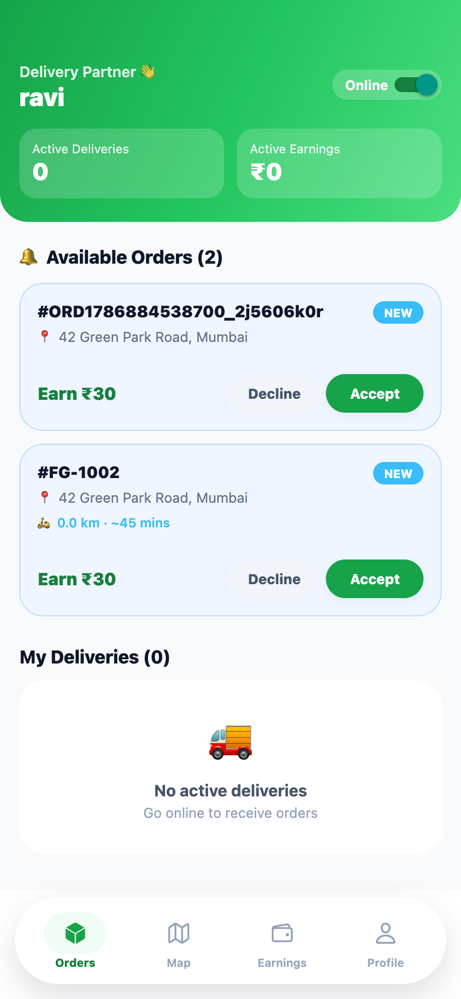 Delivery Partner 👋
ravi
Online
Active Deliveries
0
Active Earnings
₹0
🔔 Available Orders (2)
#ORD1786884538700_2j5606k0r
NEW
📍 42 Green Park Road, Mumbai
Earn ₹30
Decline
Accept
#FG-1002
NEW
📍 42 Green Park Road, Mumbai
🛵 0.0 km · ~45 mins
Earn ₹30
Decline
Accept
My Deliveries (0)
No active deliveries
Go online to receive orders
Orders
Map
Earnings
Profile